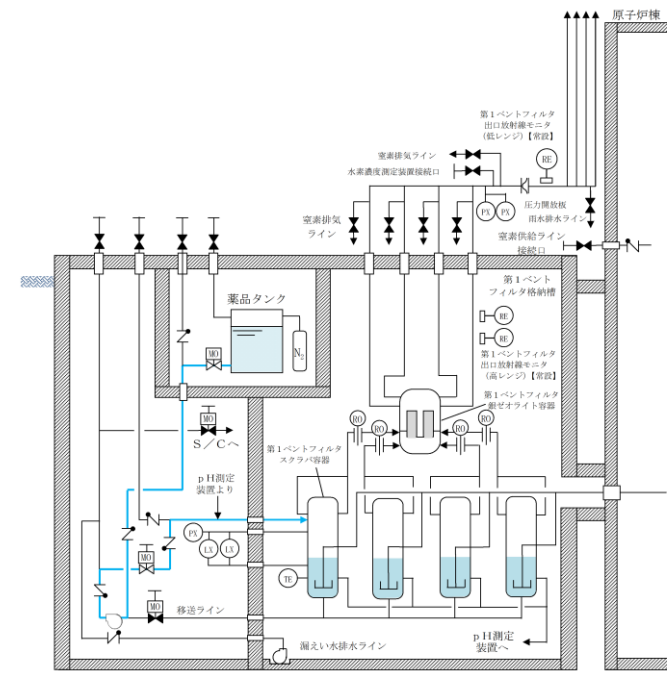 原子炉棟
第１ベントフィルタ
出口放射線モニタ
(低レンジ)【常設】
RE
窒素排気ライン
水素濃度測定装置接続口
PX
PX
圧力開放板
雨水排水ライン
窒素排気
ライン
窒素供給ライン
接続口
第１ベント
フィルタ格納槽
薬品タンク
N₂
MO
RE
RE
第１ベントフィルタ
出口放射線モニタ
(高レンジ)【常設】
第１ベントフィルタ
銀ゼオライト容器
MO
S／Cへ
RO
RO
RO
RO
第１ベントフィルタ
スクラバ容器
pH測定
装置より
PX
LX
LX
MO
TE
MO
移送ライン
漏えい水排水ライン
pH測定
装置へ